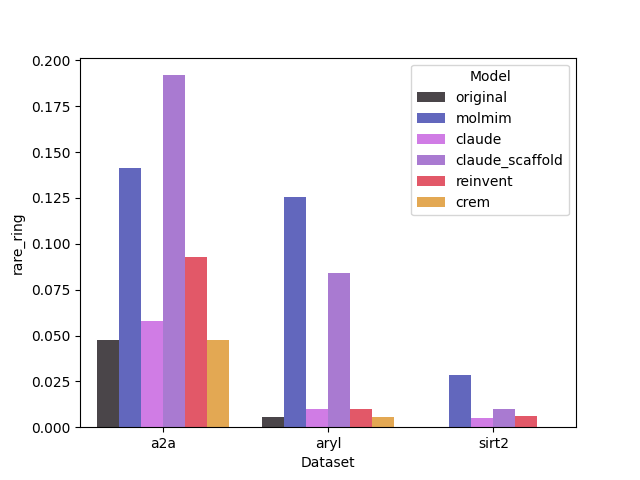 0.200
0.175
0.150
0.125
0.100
0.075
0.050
0.025
0.000
rare_ring
Model
original
molmim
claude
claude_scaffold
reinvent
crem
a2a
aryl
sirt2
Dataset